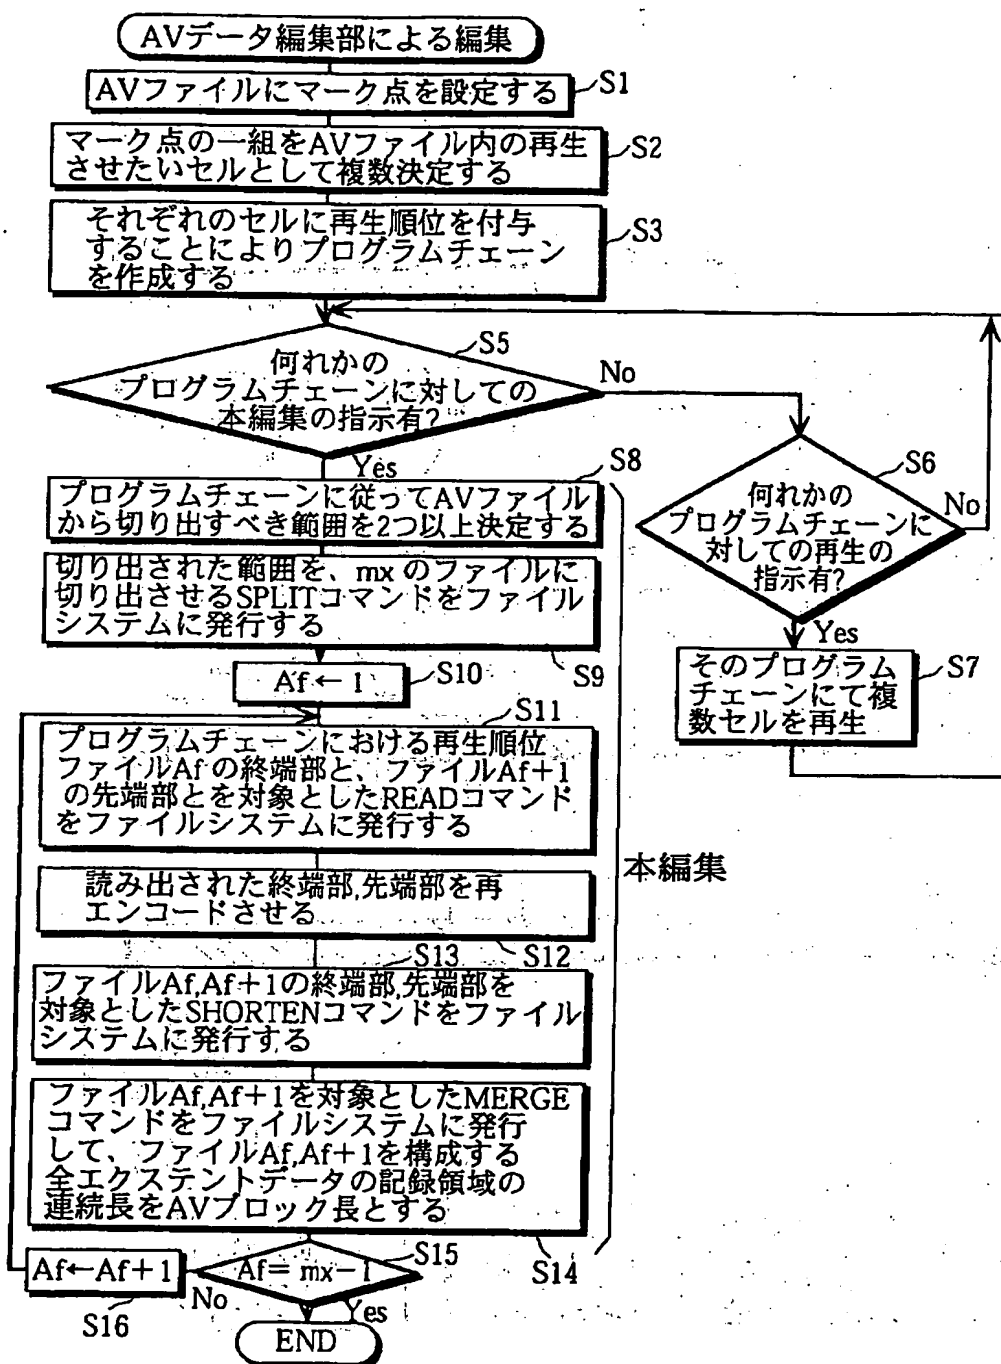 AVデータ編集部による編集
AVファイルにマーク点を設定する
S1
マーク点の一組をAVファイル内の再生
させたいセルとして複数決定する
S2
それぞれのセルに再生順位を付与
することによりプログラムチェーン
を作成する
S3
S5
何れかの
プログラムチェーンに対しての
本編集の指示有?
No
Yes
S6
何れかの
プログラムチェーンに
対しての再生の
指示有?
No
Yes
S7
そのプログラム
チェーンにて複
数セルを再生
S8
プログラムチェーンに従ってAVファイル
から切り出すべき範囲を2つ以上決定する
切り出された範囲を、mxのファイルに
切り出させるSPLITコマンドをファイル
システムに発行する
S9
Af←1
S10
S11
プログラムチェーンにおける再生順位
ファイルAfの終端部と、ファイルAf+1
の先端部とを対象としたREADコマンド
をファイルシステムに発行する
本編集
読み出された終端部,先端部を再
エンコードさせる
S12
S13
ファイルAf,Af+1の終端部,先端部を
対象としたSHORTENコマンドをファイル
システムに発行する
ファイルAf,Af+1を対象としたMERGE
コマンドをファイルシステムに発行
して、ファイルAf,Af+1を構成する
全エクステントデータの記録領域の
連続長をAVブロック長とする
S14
Af=mx−1
S15
Af←Af+1
No
S16
Yes
END